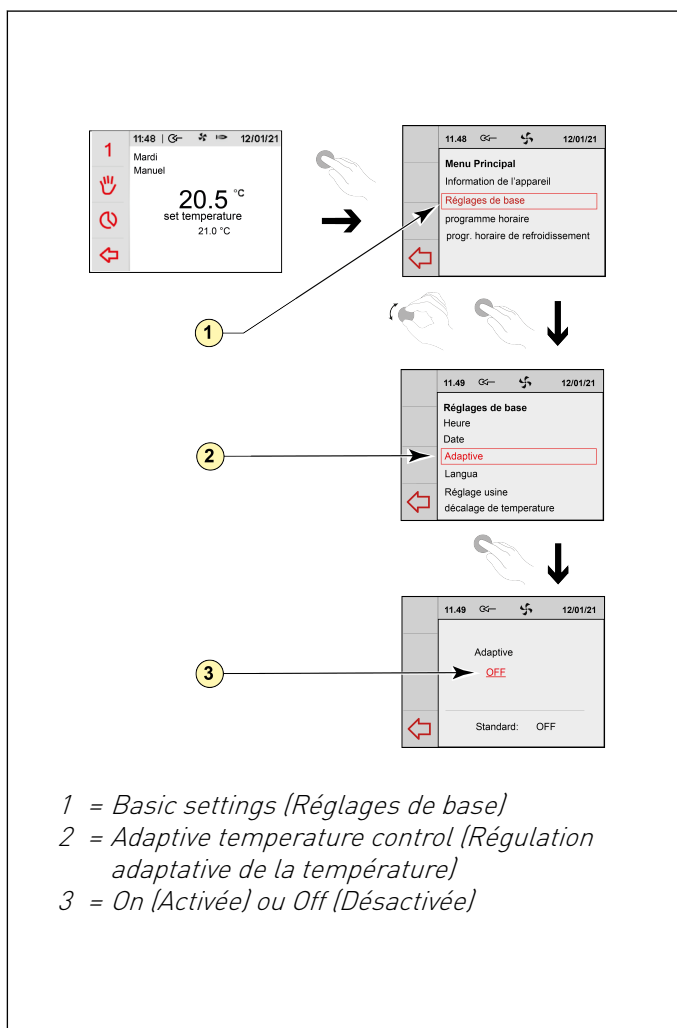 11:48 | 12/01/21
1
Mardi
Manuel
20.5 °C
set temperature
21.0 °C
11.48 12/01/21
Menu Principal
Information de l'appareil
Réglages de base
programme horaire
progr. horaire de refroidissement
1
11.49 12/01/21
Réglages de base
Heure
Date
Adaptive
Langua
Réglage usine
décalage de temperature
2
11.49 12/01/21
Adaptive
OFF
Standard: OFF
3
1 = Basic settings (Réglages de base)
2 = Adaptive temperature control (Régulation
adaptative de la température)
3 = On (Activée) ou Off (Désactivée)